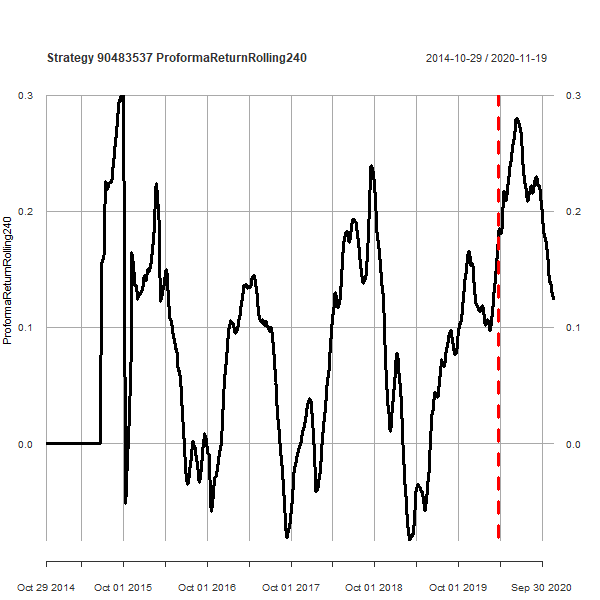 Strategy 90483537 ProformaReturnRolling240
2014-10-29 / 2020-11-19
ProformaReturnRolling240
0.3
0.2
0.1
0.0
0.3
0.2
0.1
0.0
Oct 29 2014
Oct 01 2015
Oct 01 2016
Oct 01 2017
Oct 01 2018
Oct 01 2019
Sep 30 2020